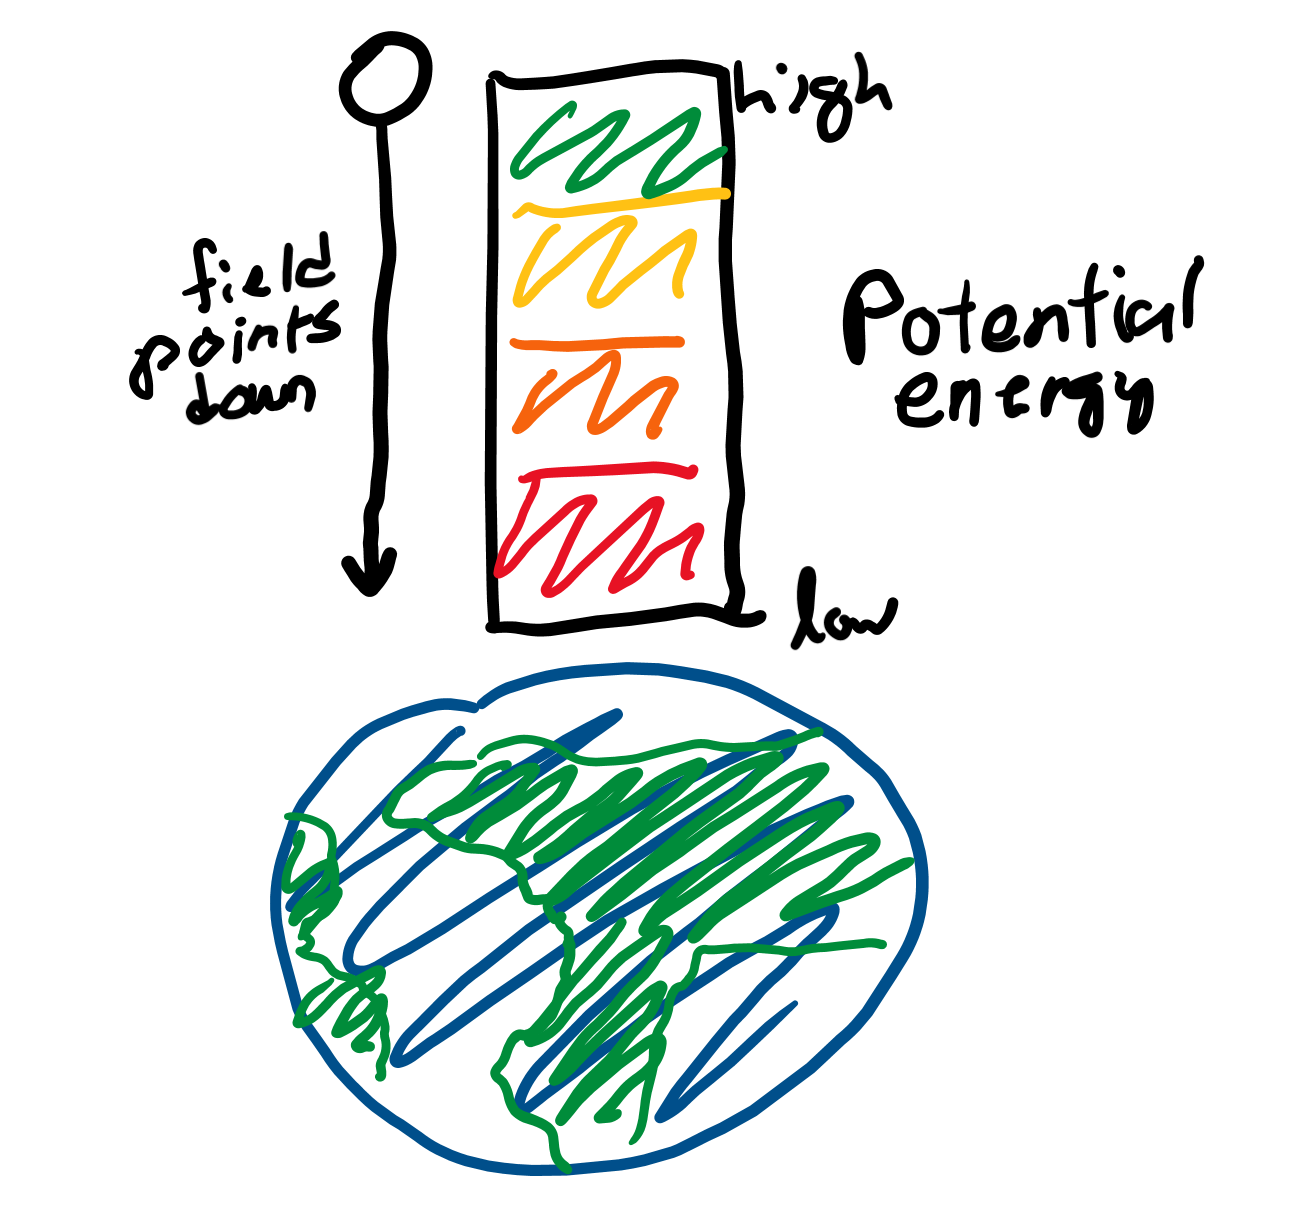 high
field
points
down
Potential
energy
low